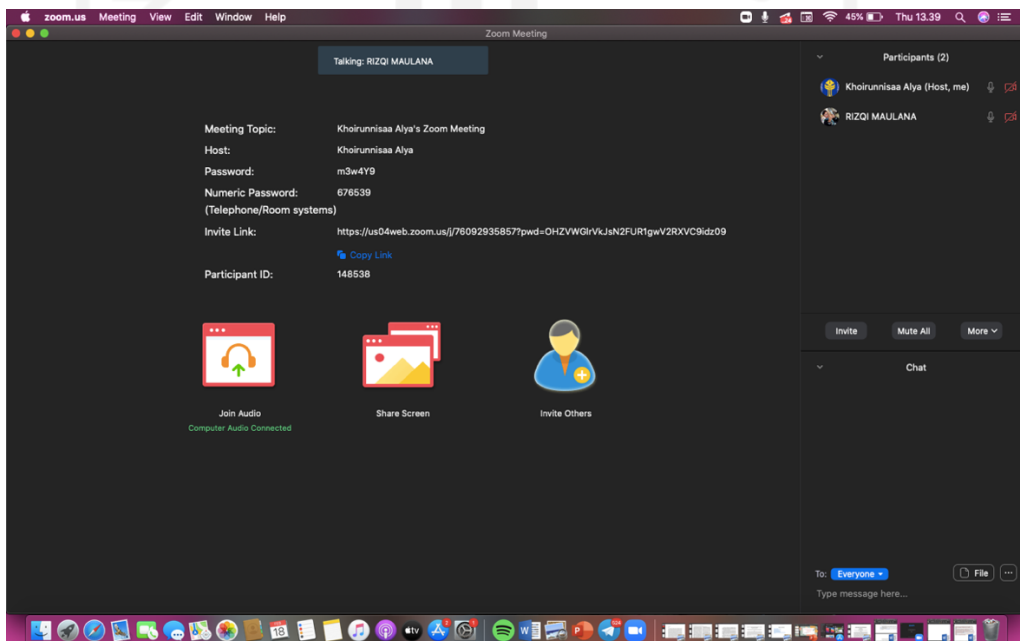 zoom.us Meeting View Edit Window Help 45% Thu 13.39
Zoom Meeting
Talking: RIZQI MAULANA
Participants (2)
Khoirunnisaa Alya (Host, me)
RIZQI MAULANA
Meeting Topic: Khoirunnisaa Alya's Zoom Meeting
Host: Khoirunnisaa Alya
Password: m3w4Y9
Numeric Password: 676539
(Telephone/Room systems)
Invite Link: https://us04web.zoom.us/j/76092935857?pwd=OHZVWGlrVkJsN2FUR1gwV2RXVC9idz09
Copy Link
Participant ID: 148538
Join Audio
Computer Audio Connected
Share Screen
Invite Others
Invite Mute All More
Chat
To: Everyone File
Type message here...
18
tv